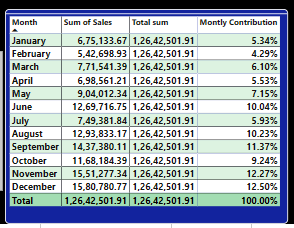 Month Sum of Sales Total sum Montly Contribution
January 6,75,133.67 1,26,42,501.91 5.34%
February 5,42,698.93 1,26,42,501.91 4.29%
March 7,71,541.39 1,26,42,501.91 6.10%
April 6,98,561.21 1,26,42,501.91 5.53%
May 9,04,012.34 1,26,42,501.91 7.15%
June 12,69,716.75 1,26,42,501.91 10.04%
July 7,49,381.84 1,26,42,501.91 5.93%
August 12,93,833.17 1,26,42,501.91 10.23%
September 14,37,380.11 1,26,42,501.91 11.37%
October 11,68,184.39 1,26,42,501.91 9.24%
November 15,51,277.34 1,26,42,501.91 12.27%
December 15,80,780.77 1,26,42,501.91 12.50%
Total 1,26,42,501.91 1,26,42,501.91 100.00%